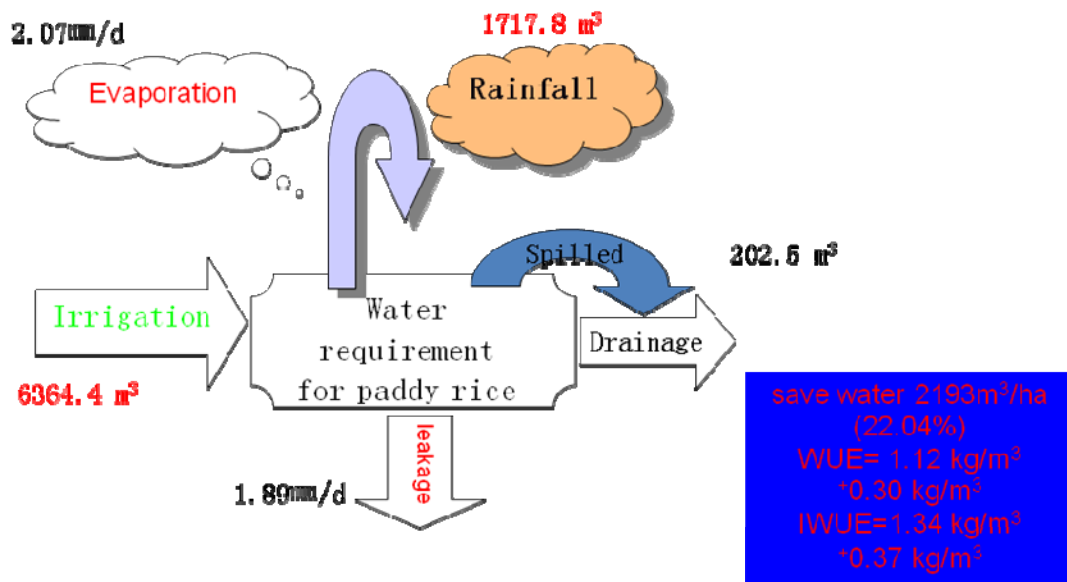 2.07mm/d
1717.8 m³
Evaporation
Rainfall
Spilled
202.5 m³
Irrigation
Water
requirement
for paddy rice
Drainage
6364.4 m³
leakage
1.89mm/d
save water 2193m³/ha
(22.04%)
WUE= 1.12 kg/m³
+0.30 kg/m³
IWUE=1.34 kg/m³
+0.37 kg/m³